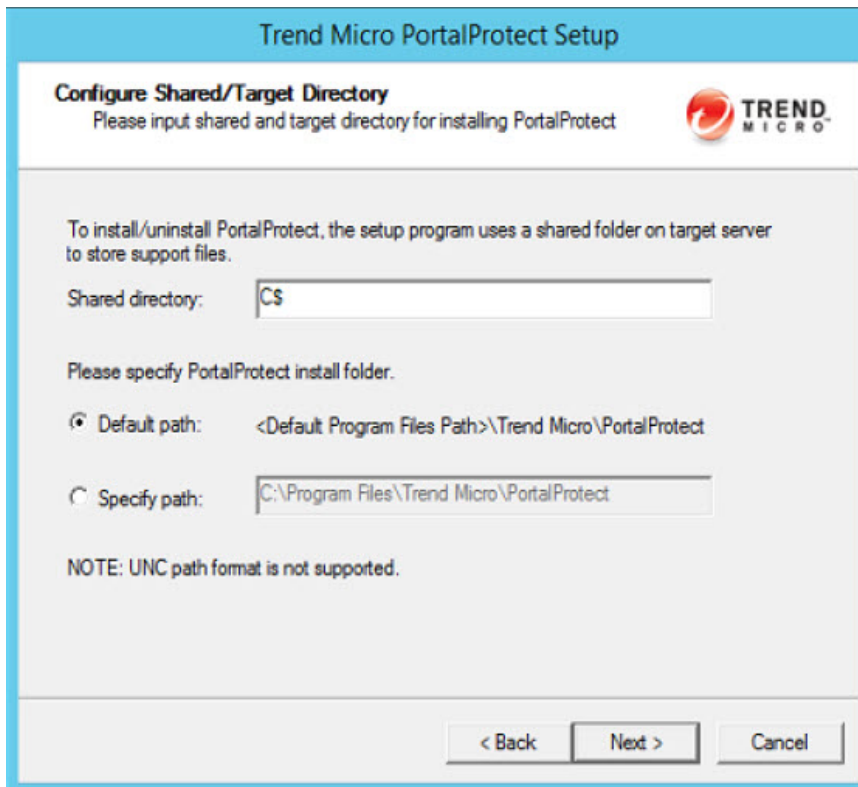 Trend Micro PortalProtect Setup
Configure Shared/Target Directory
Please input shared and target directory for installing PortalProtect
TREND
MICRO™
To install/uninstall PortalProtect, the setup program uses a shared folder on target server
to store support files.
Shared directory: C$
Please specify PortalProtect install folder.
Default path: <Default Program Files Path>\Trend Micro\PortalProtect
Specify path: C:\Program Files\Trend Micro\PortalProtect
NOTE: UNC path format is not supported.
< Back Next > Cancel